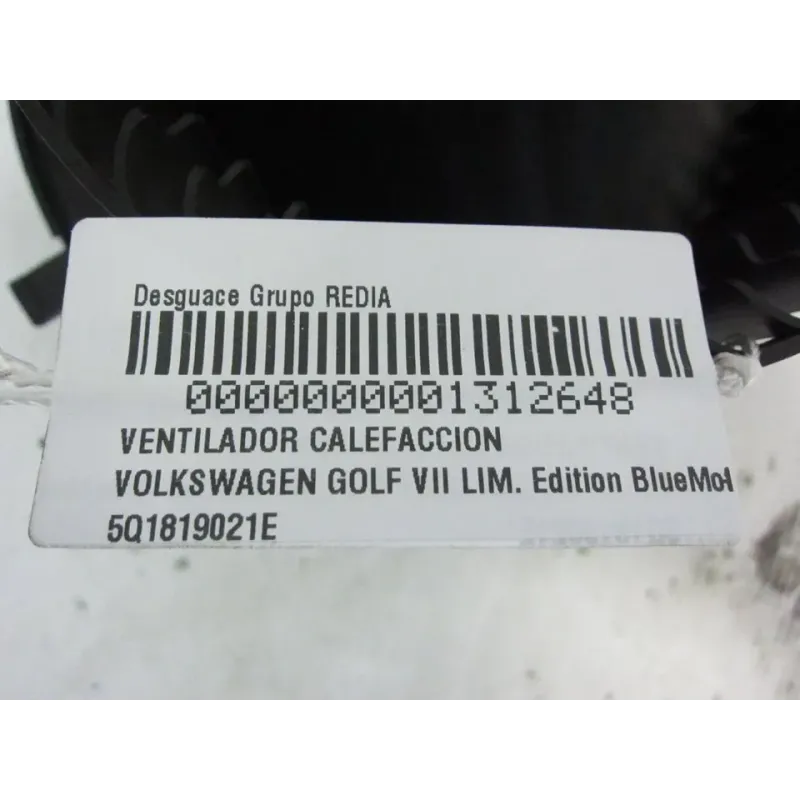 Desguace Grupo REDIA
0000000001312648
VENTILADOR CALEFACCION
VOLKSWAGEN GOLF VII LIM. Edition BlueMo
5Q1819021E